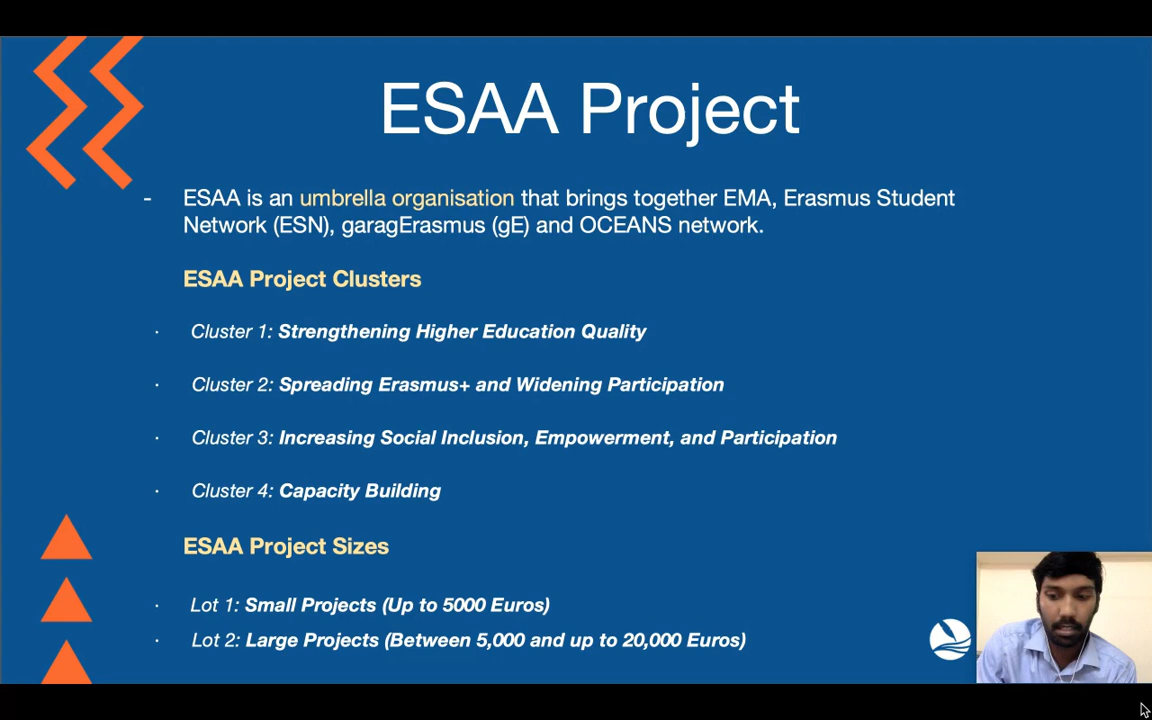 ESAA Project
- ESAA is an umbrella organisation that brings together EMA, Erasmus Student
Network (ESN), garagErasmus (gE) and OCEANS network.
ESAA Project Clusters
· Cluster 1: Strengthening Higher Education Quality
· Cluster 2: Spreading Erasmus+ and Widening Participation
· Cluster 3: Increasing Social Inclusion, Empowerment, and Participation
· Cluster 4: Capacity Building
ESAA Project Sizes
· Lot 1: Small Projects (Up to 5000 Euros)
· Lot 2: Large Projects (Between 5,000 and up to 20,000 Euros)